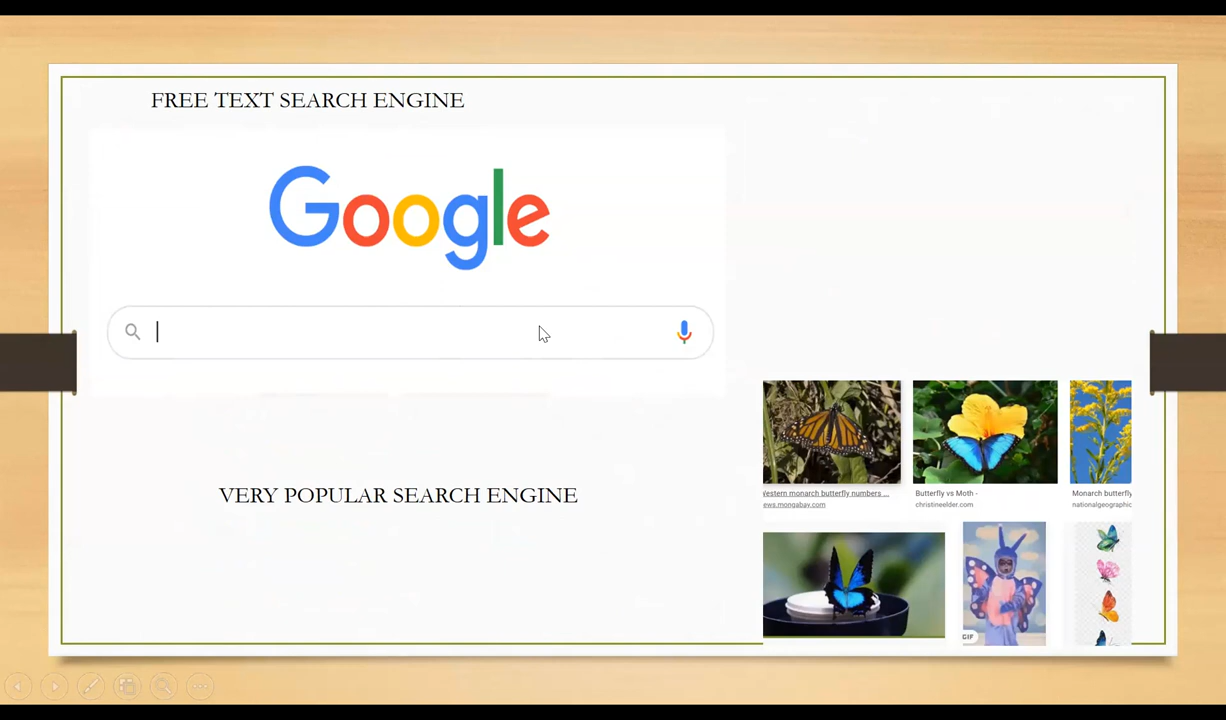 FREE TEXT SEARCH ENGINE
Google
VERY POPULAR SEARCH ENGINE
Western monarch butterfly numbers ...
ews.mongabay.com
Butterfly vs Moth -
christineelder.com
Monarch butterfly
nationalgeographic
GIF